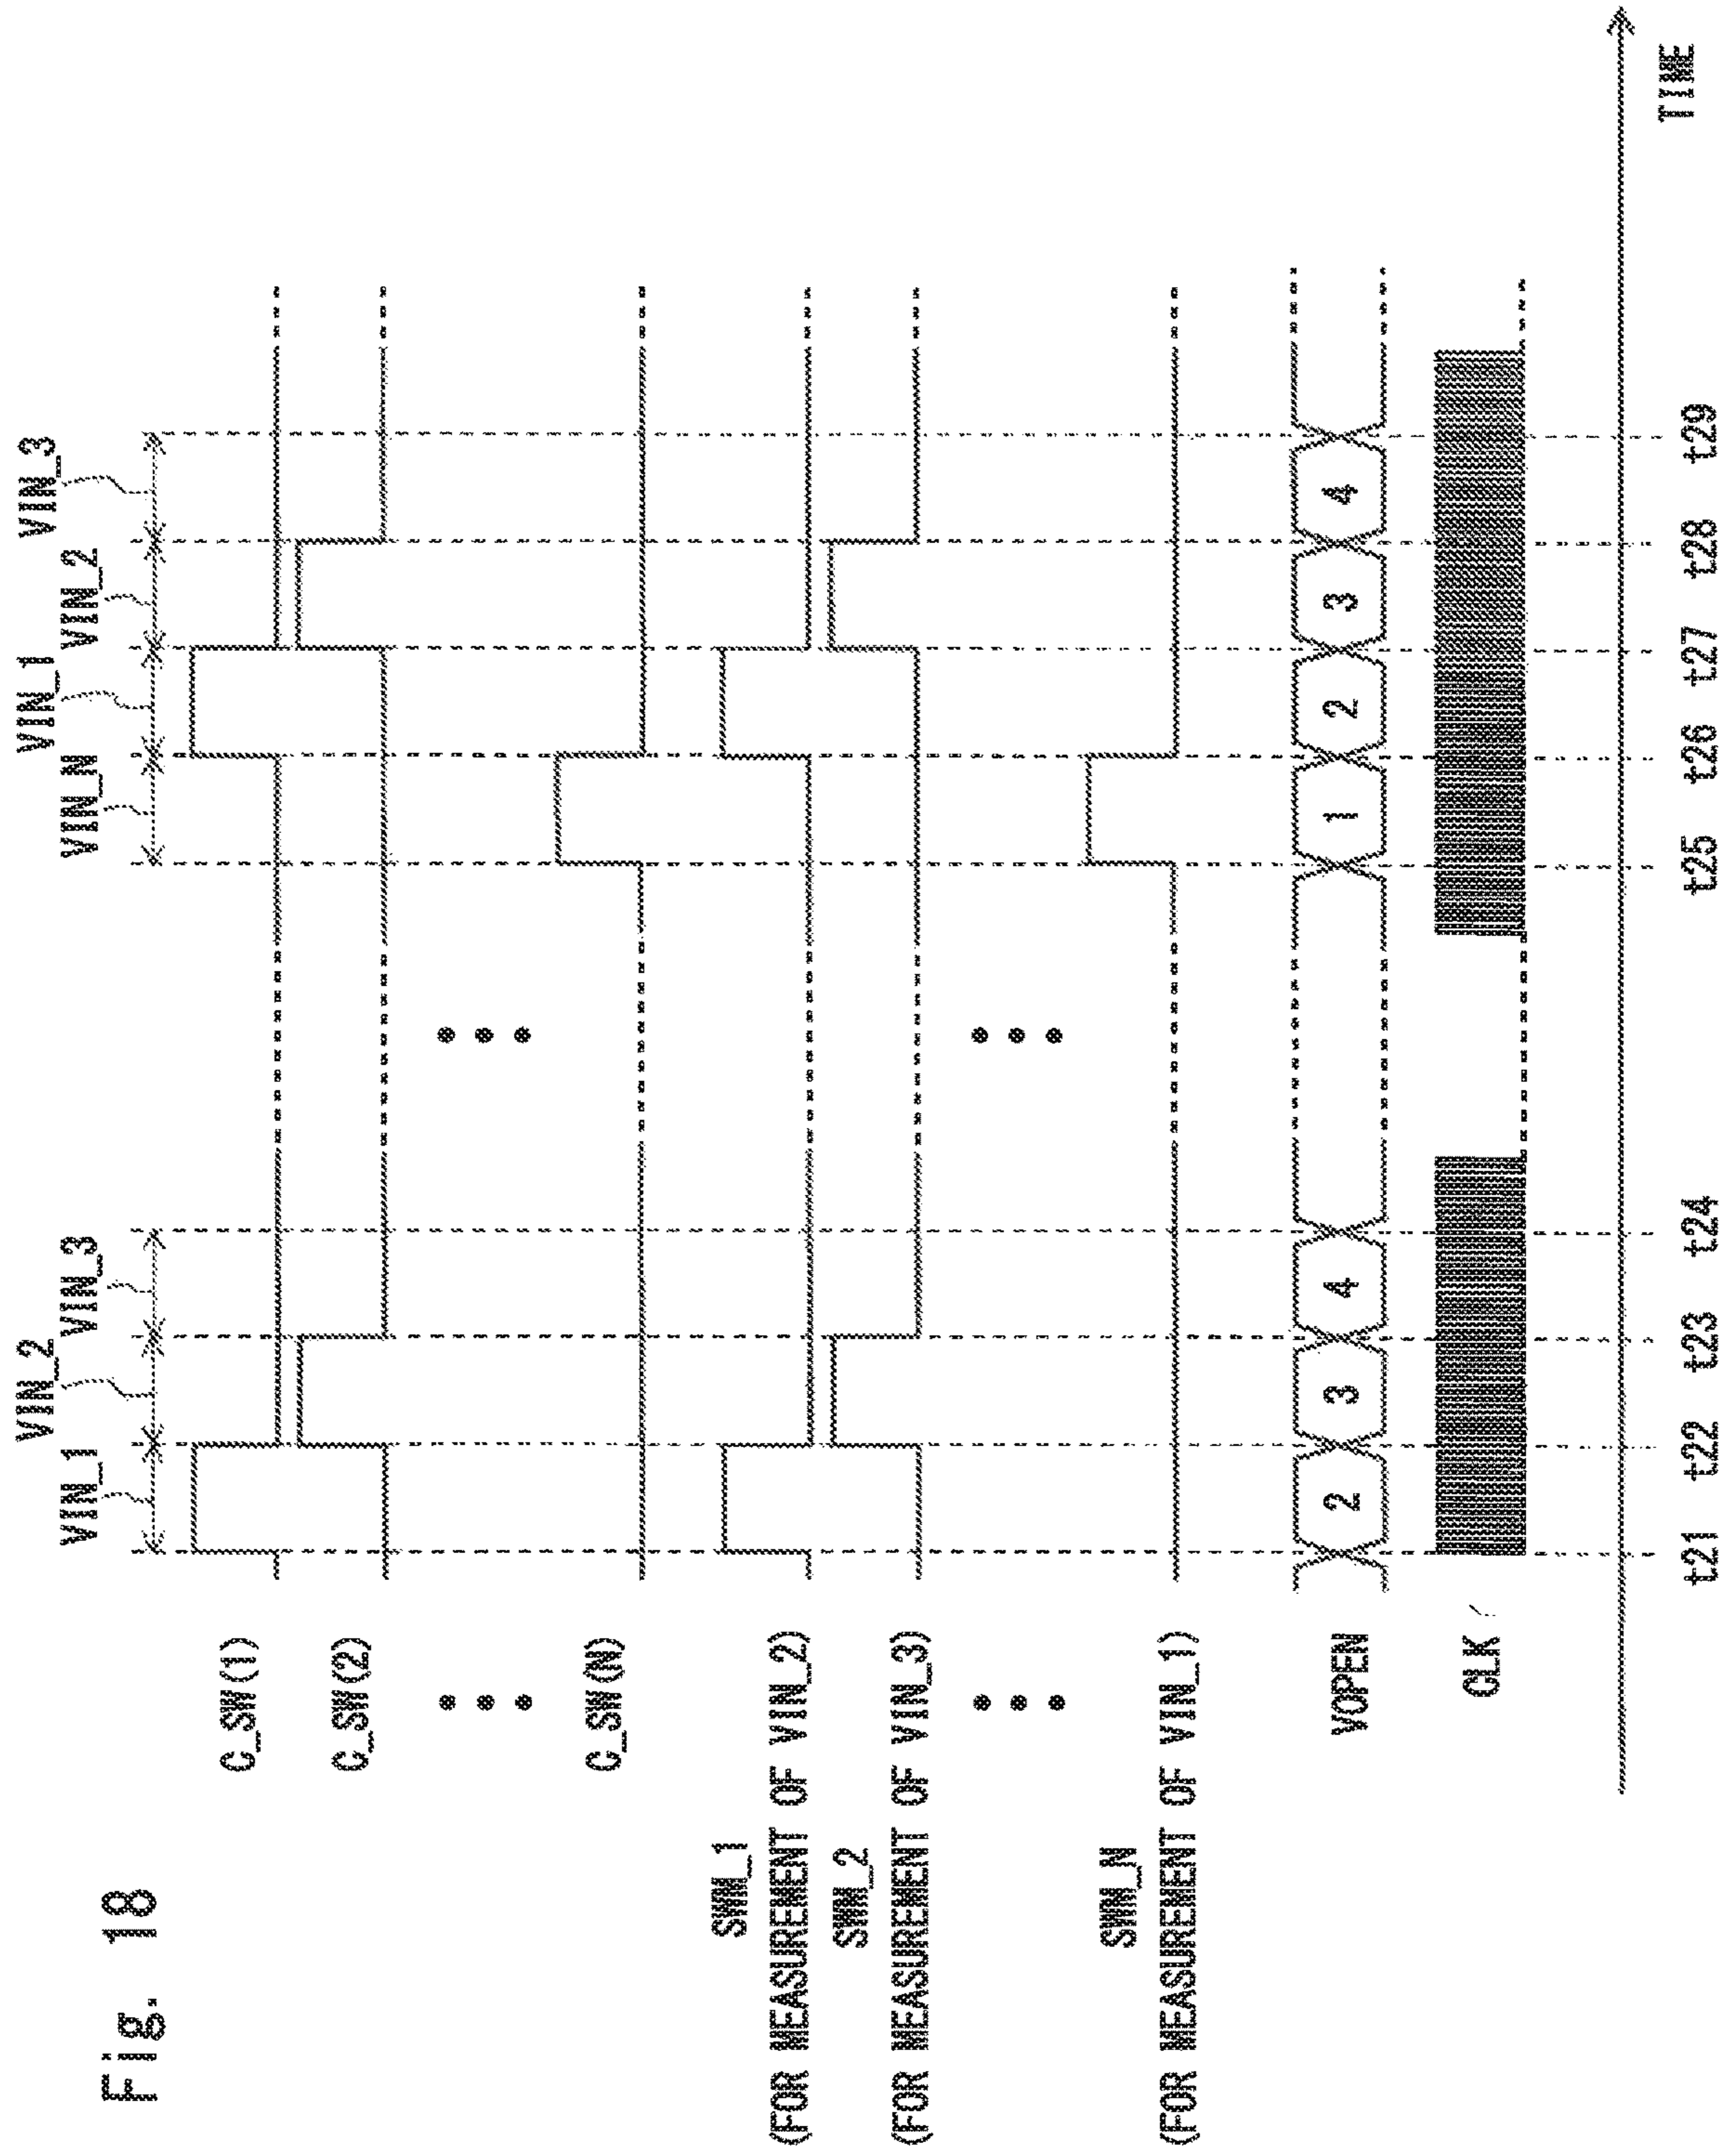 Fig. 18
VIN_1
VIN_2
VIN_3
VIN_N
VIN_1
VIN_2
VIN_3
C_SW(1)
C_SW(2)
C_SW(N)
SWM_1
(FOR MEASUREMENT OF VIN_2)
SWM_2
(FOR MEASUREMENT OF VIN_3)
SWM_N
(FOR MEASUREMENT OF VIN_1)
VOPEN
2
3
4
1
2
3
4
CLK
t21
t22
t23
t24
t25
t26
t27
t28
t29
TIME